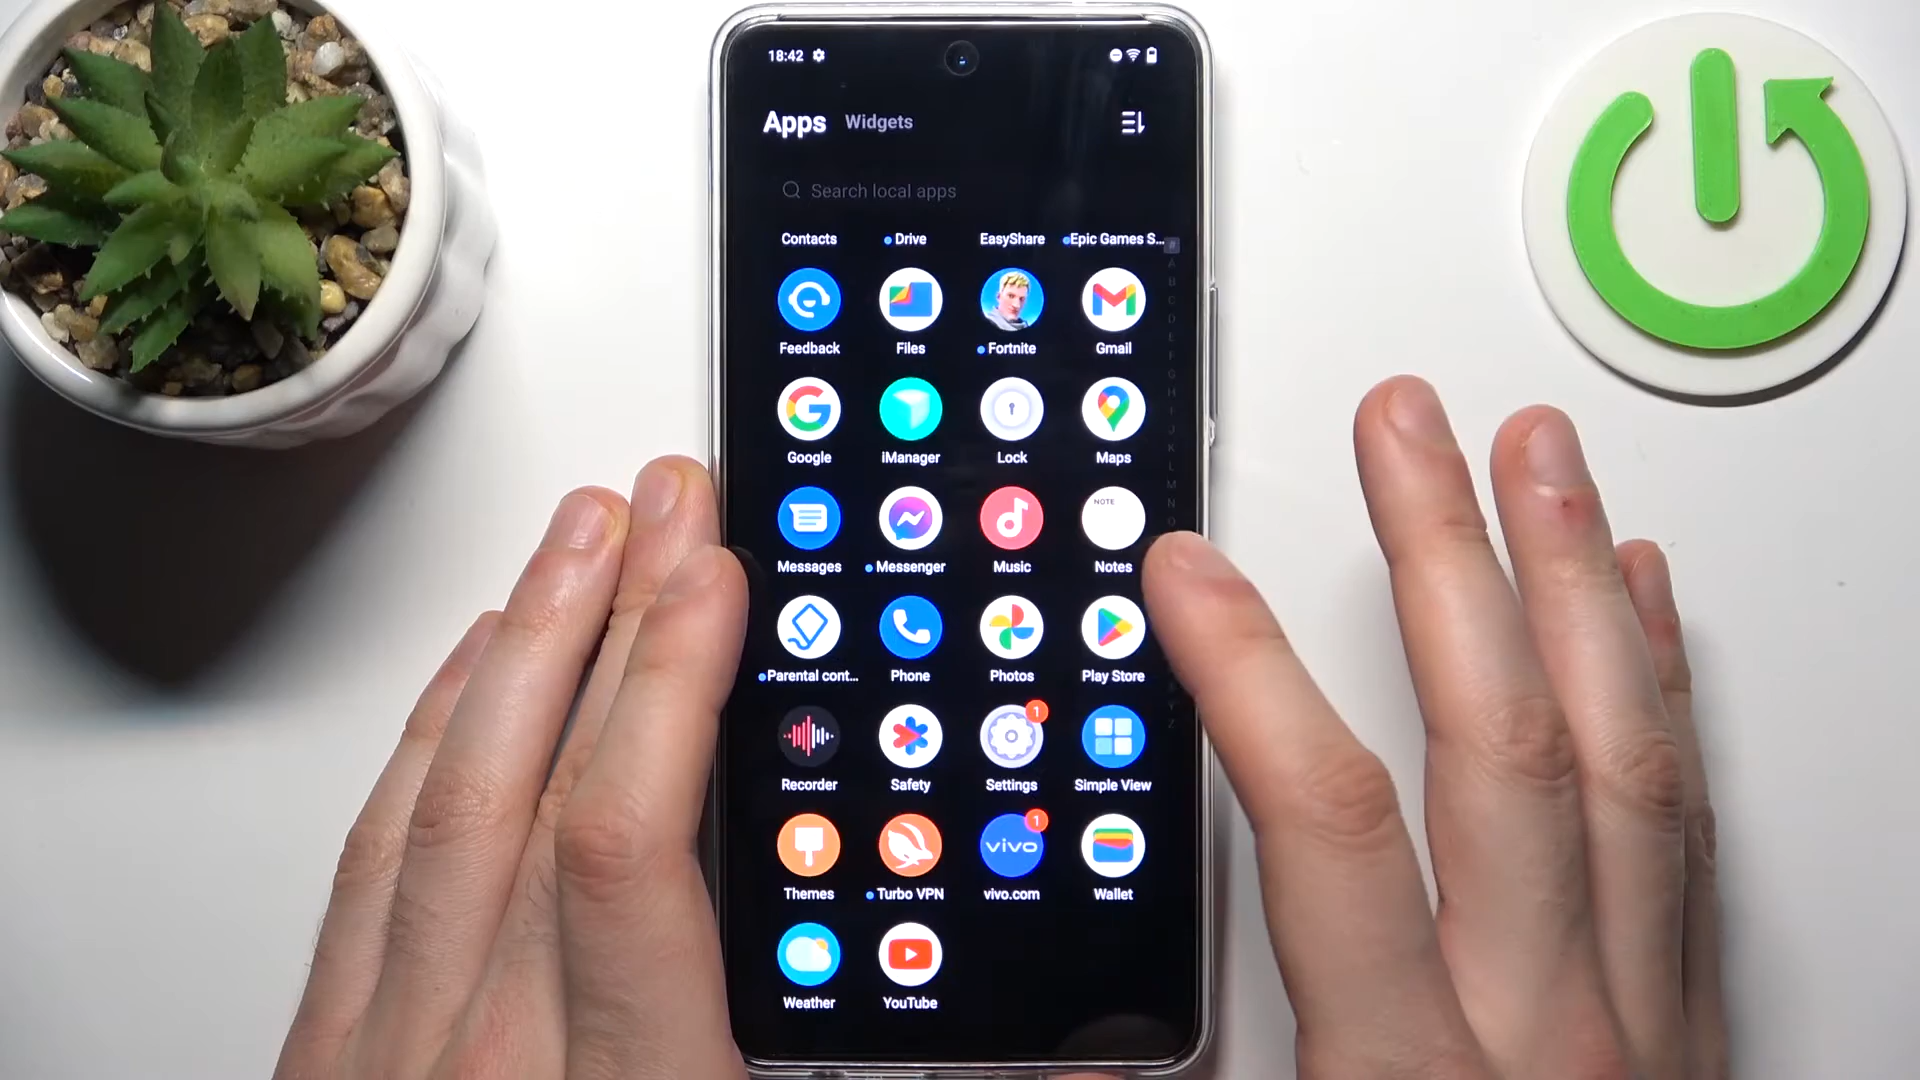 18:42
Apps Widgets
Search local apps
Contacts Drive EasyShare Epic Games S...
Feedback Files Fortnite Gmail
Google iManager Lock Maps
NOTE
Messages Messenger Music Notes
Parental cont... Phone Photos Play Store
1
Recorder Safety Settings Simple View
1
vivo
Themes Turbo VPN vivo.com Wallet
Weather YouTube
#
A
B
C
D
E
F
G
H
I
J
K
L
M
N
O
Y
Z